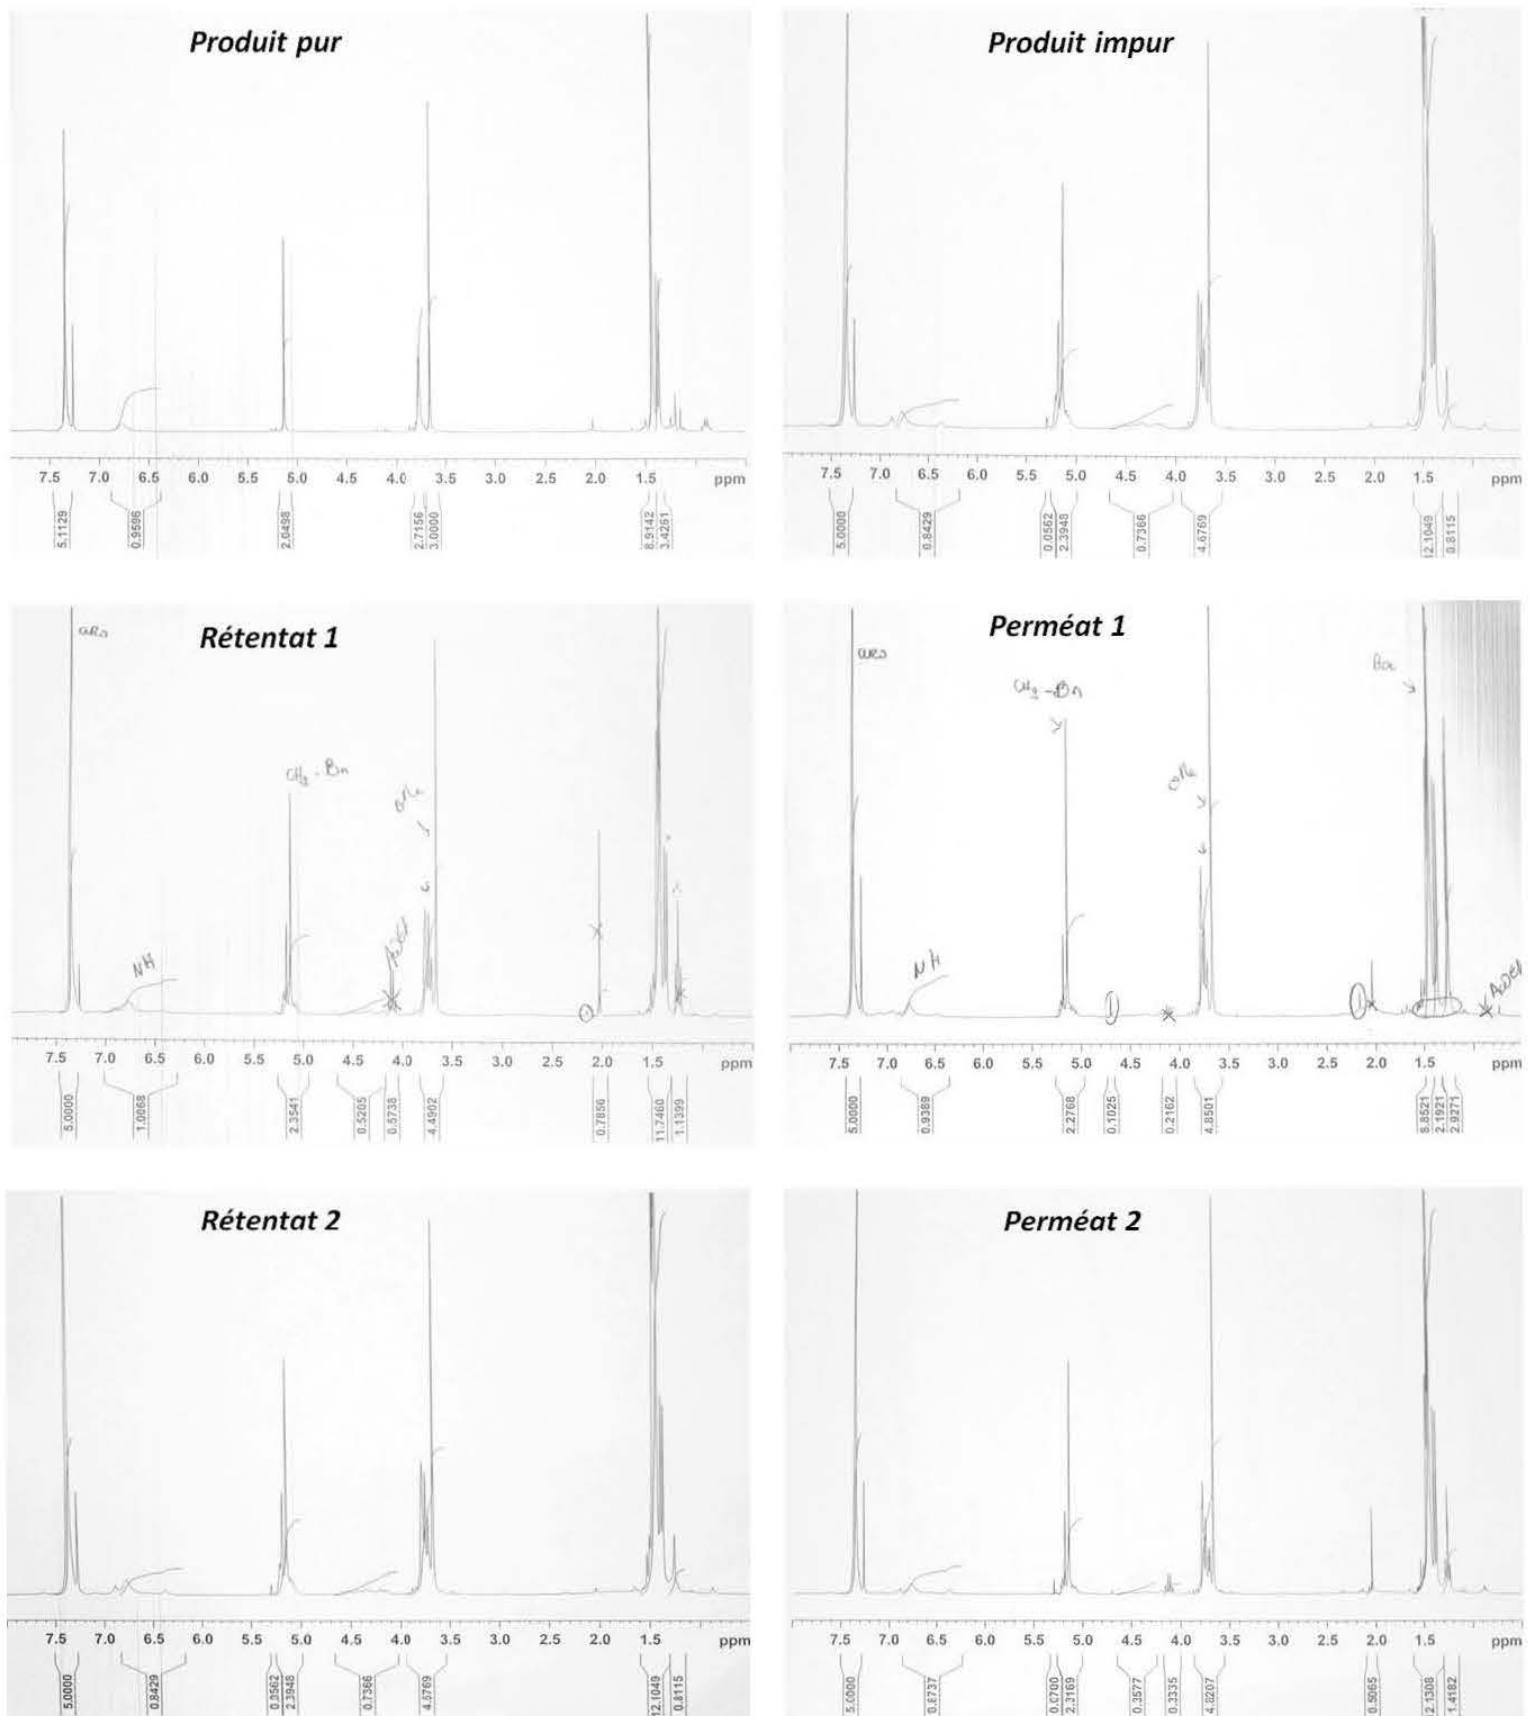 Produit pur
7.5 7.0 6.5 6.0 5.5 5.0 4.5 4.0 3.5 3.0 2.5 2.0 1.5 ppm
5.1129 0.9596 2.0498 2.7156 3.0000 8.9142 3.4261
Produit impur
7.5 7.0 6.5 6.0 5.5 5.0 4.5 4.0 3.5 3.0 2.5 2.0 1.5 ppm
5.0000 0.8429 0.0562 2.3948 0.7366 4.6769 12.1049 0.8115
Rétentat 1
NH
CH2-Bn
OMe
AcOEt
7.5 7.0 6.5 6.0 5.5 5.0 4.5 4.0 3.5 3.0 2.5 2.0 1.5 ppm
5.0000 1.0068 2.3541 0.5205 0.5738 4.4902 0.7856 11.7460 1.1399
Perméat 1
NH
CH2-Bn
OMe
Boc
AcOEt
7.5 7.0 6.5 6.0 5.5 5.0 4.5 4.0 3.5 3.0 2.5 2.0 1.5 ppm
5.0000 0.9389 2.2768 0.1025 0.2162 4.8501 8.8521 2.1921 2.9271
Rétentat 2
7.5 7.0 6.5 6.0 5.5 5.0 4.5 4.0 3.5 3.0 2.5 2.0 1.5 ppm
5.0000 0.8429 2.3948 0.7366 4.6769 12.1049 0.8115
Perméat 2
7.5 7.0 6.5 6.0 5.5 5.0 4.5 4.0 3.5 3.0 2.5 2.0 1.5 ppm
5.0000 0.8737 0.0700 2.3169 0.3577 0.3335 4.8207 0.5065 12.1308 1.4182